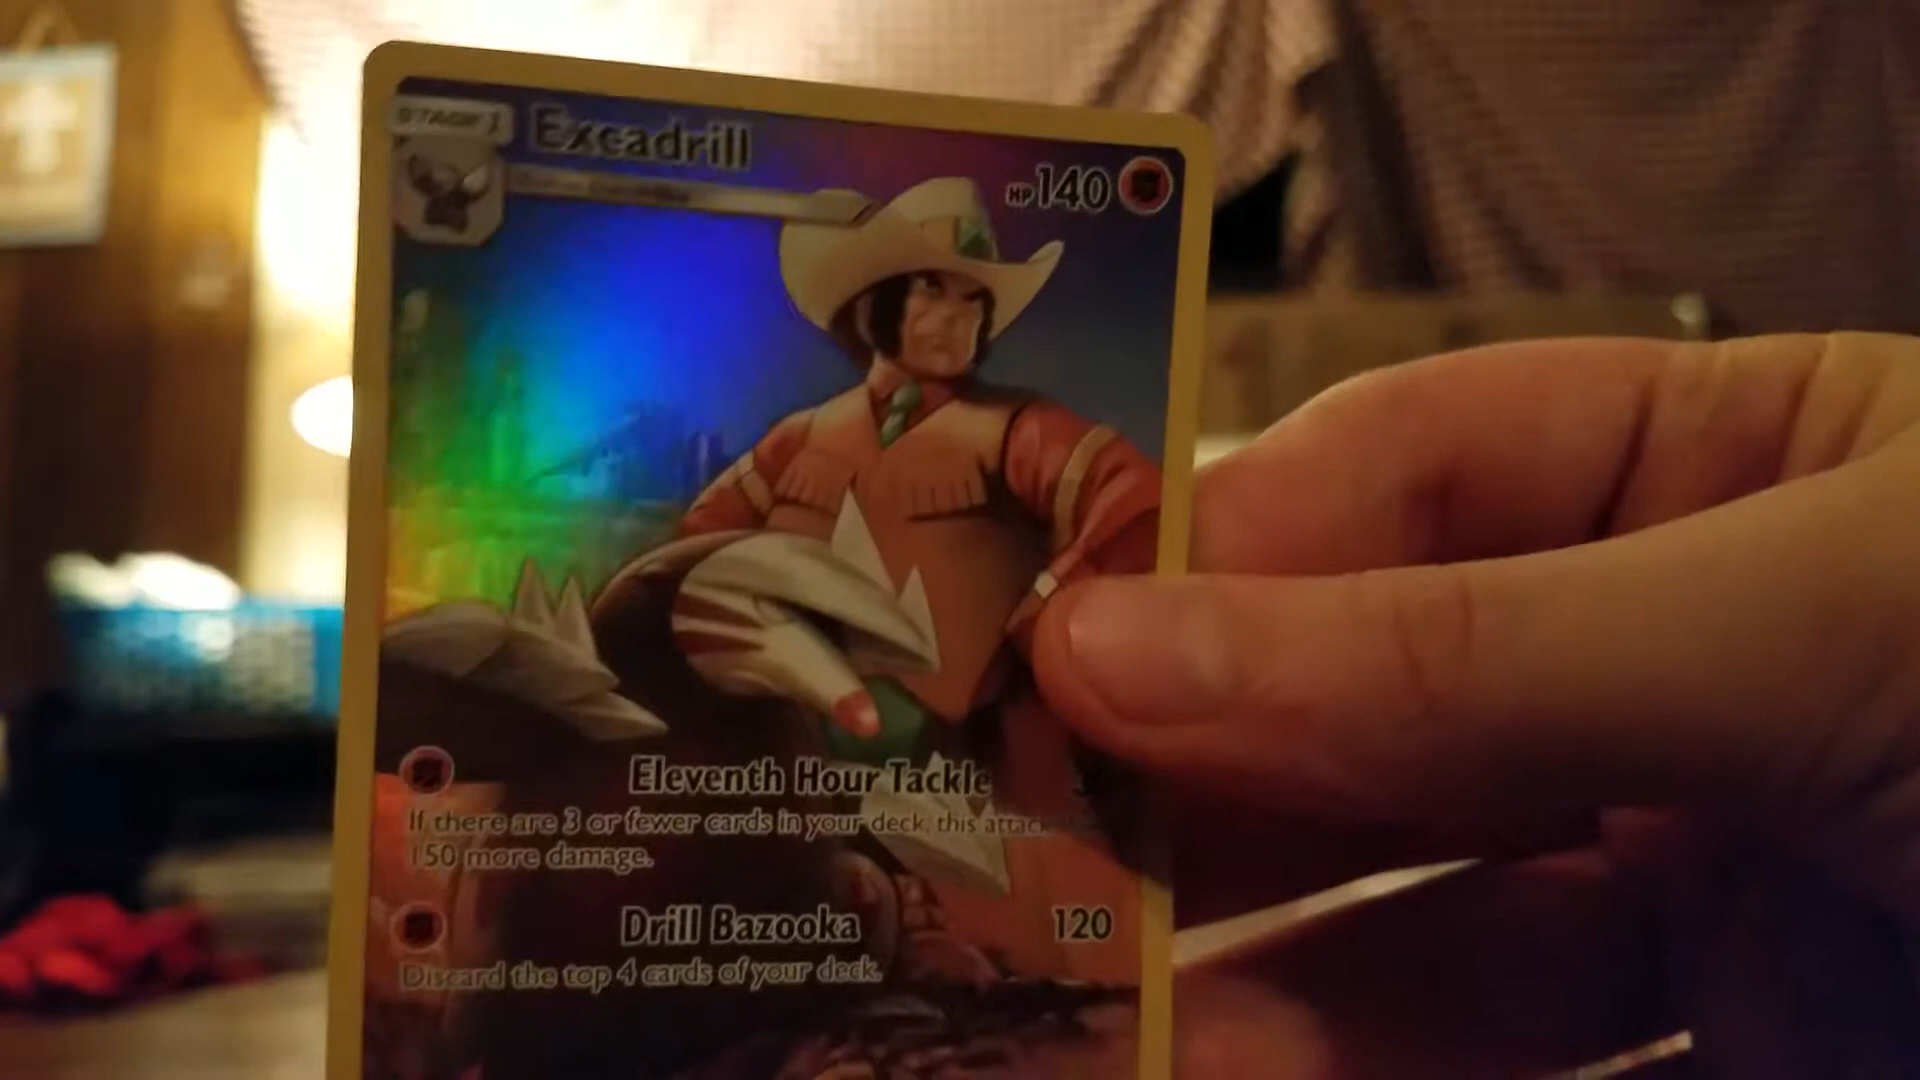 STAGE 1
Excadrill
HP 140
Eleventh Hour Tackle
If there are 3 or fewer cards in your deck, this attack
150 more damage.
Drill Bazooka 120
Discard the top 4 cards of your deck.